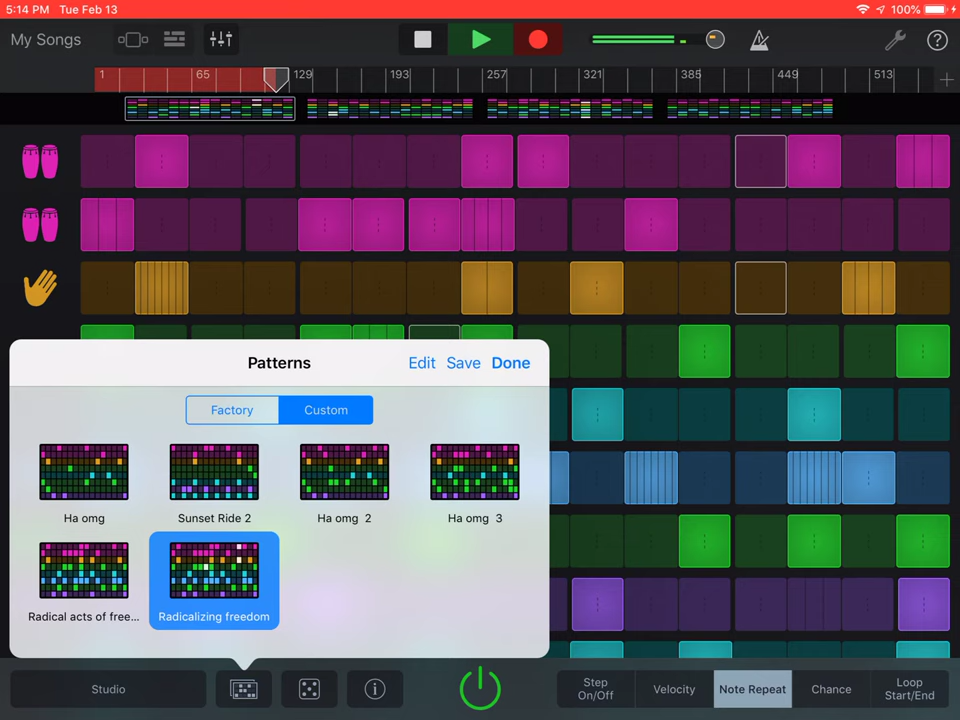 5:14 PM Tue Feb 13 100%
My Songs
1 65 129 193 257 321 385 449 513
Patterns Edit Save Done
Factory Custom
Ha omg Sunset Ride 2 Ha omg 2 Ha omg 3
Radical acts of free... Radicalizing freedom
Studio Step On/Off Velocity Note Repeat Chance Loop Start/End